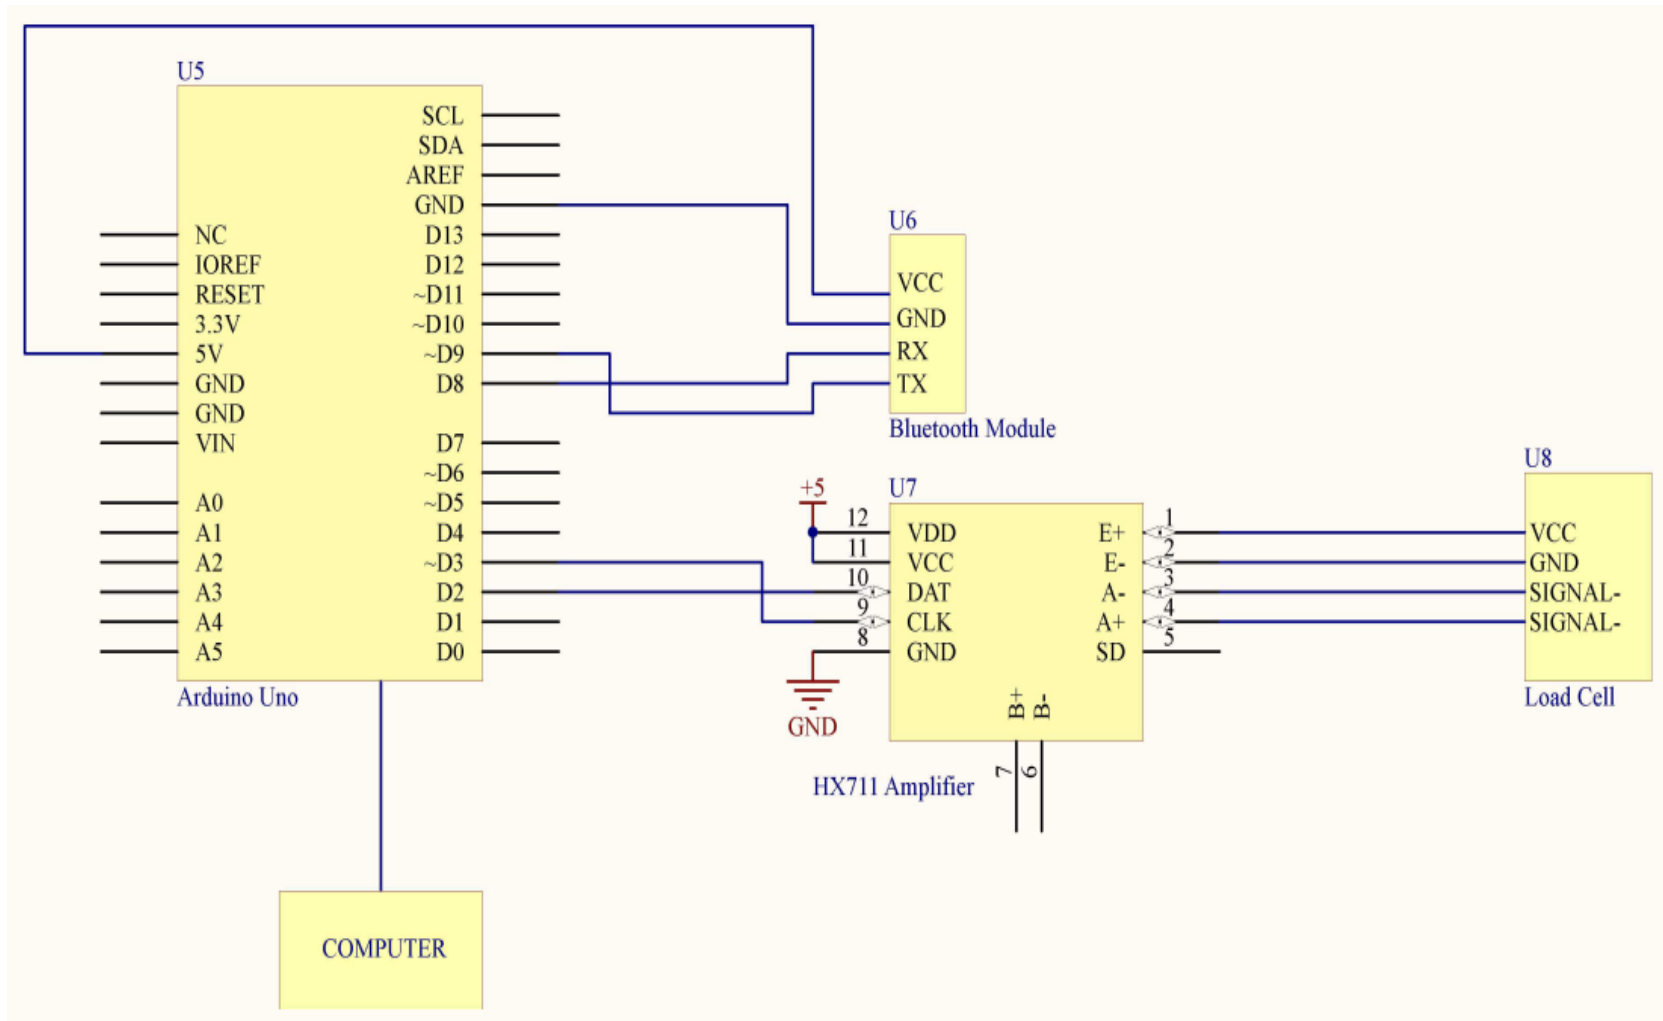 U5
SCL
SDA
AREF
GND
NC
D13
IOREF
D12
RESET
~D11
3.3V
~D10
5V
~D9
GND
D8
GND
VIN
D7
~D6
A0
~D5
A1
D4
A2
~D3
A3
D2
A4
D1
A5
D0
Arduino Uno
COMPUTER
U6
VCC
GND
RX
TX
Bluetooth Module
U7
+5
12 VDD E+ 1
11 VCC E- 2
10 DAT A- 3
9 CLK A+ 4
8 GND SD 5
GND
B+ B-
7 6
HX711 Amplifier
U8
VCC
GND
SIGNAL-
SIGNAL-
Load Cell